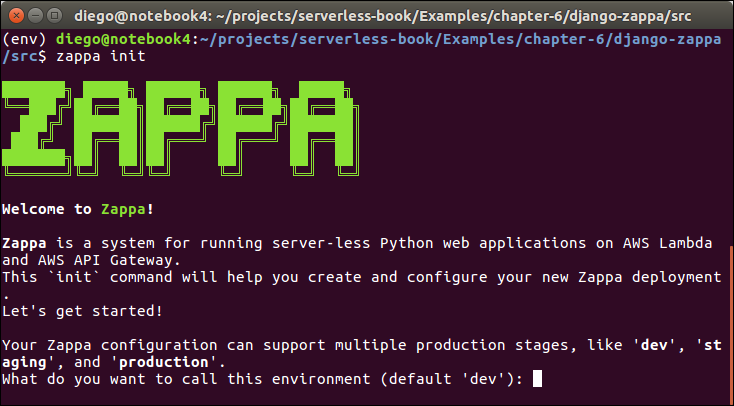 diego@notebook4: ~/projects/serverless-book/Examples/chapter-6/django-zappa/src
(env) diego@notebook4:~/projects/serverless-book/Examples/chapter-6/django-zappa
/src$ zappa init
ZAPPA
Welcome to Zappa!
Zappa is a system for running server-less Python web applications on AWS Lambda
and AWS API Gateway.
This `init` command will help you create and configure your new Zappa deployment
.
Let's get started!
Your Zappa configuration can support multiple production stages, like 'dev', 'st
aging', and 'production'.
What do you want to call this environment (default 'dev'):